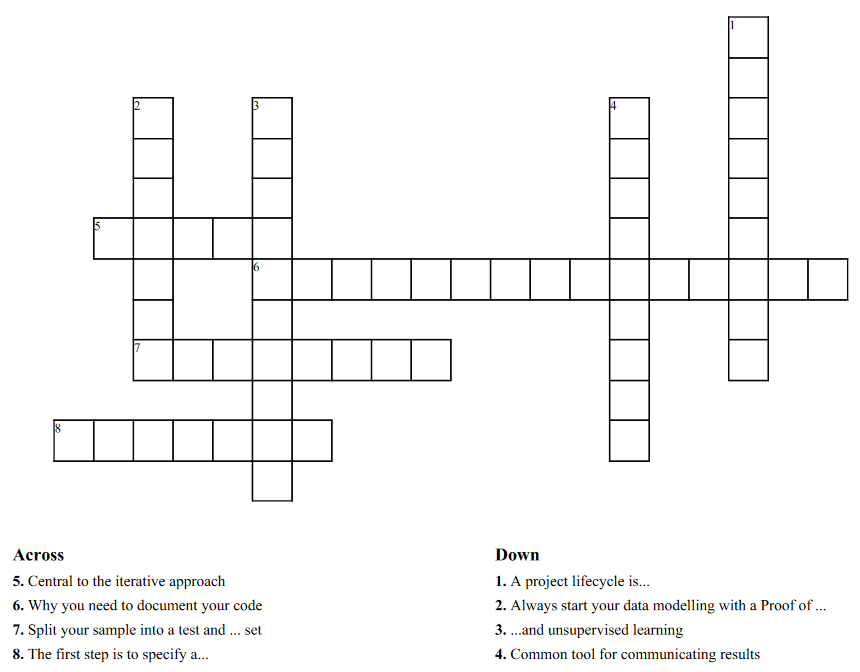 1
2
3
4
5
6
7
8
Across
5. Central to the iterative approach
6. Why you need to document your code
7. Split your sample into a test and ... set
8. The first step is to specify a...
Down
1. A project lifecycle is...
2. Always start your data modelling with a Proof of ...
3. ...and unsupervised learning
4. Common tool for communicating results